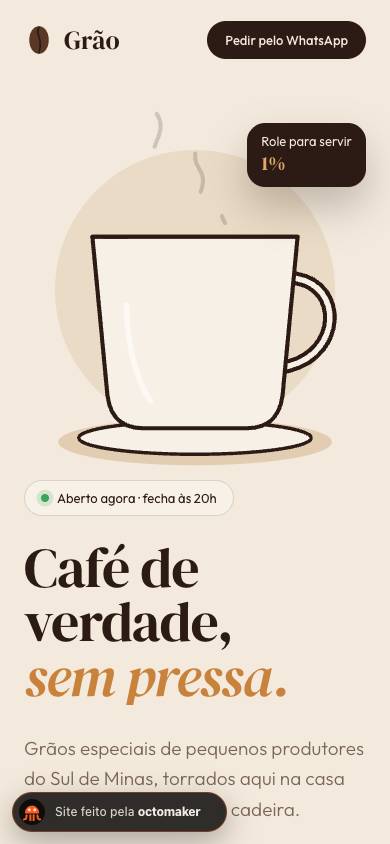 Grão
Pedir pelo WhatsApp
Role para servir
1%
Aberto agora · fecha às 20h
Café de
verdade,
sem pressa.
Grãos especiais de pequenos produtores
do Sul de Minas, torrados aqui na casa
cadeira.
Site feito pela octomaker